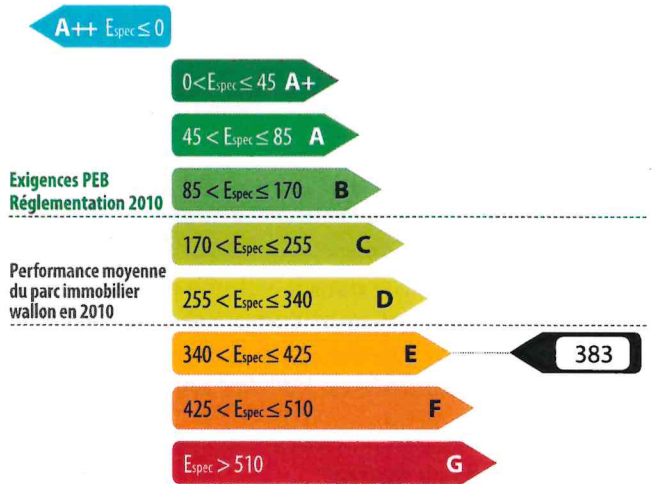 A++ Espec ≤ 0
0 < Espec ≤ 45 A+
45 < Espec ≤ 85 A
Exigences PEB
Réglementation 2010
85 < Espec ≤ 170 B
170 < Espec ≤ 255 C
Performance moyenne
du parc immobilier
wallon en 2010
255 < Espec ≤ 340 D
340 < Espec ≤ 425 E
383
425 < Espec ≤ 510 F
Espec > 510 G